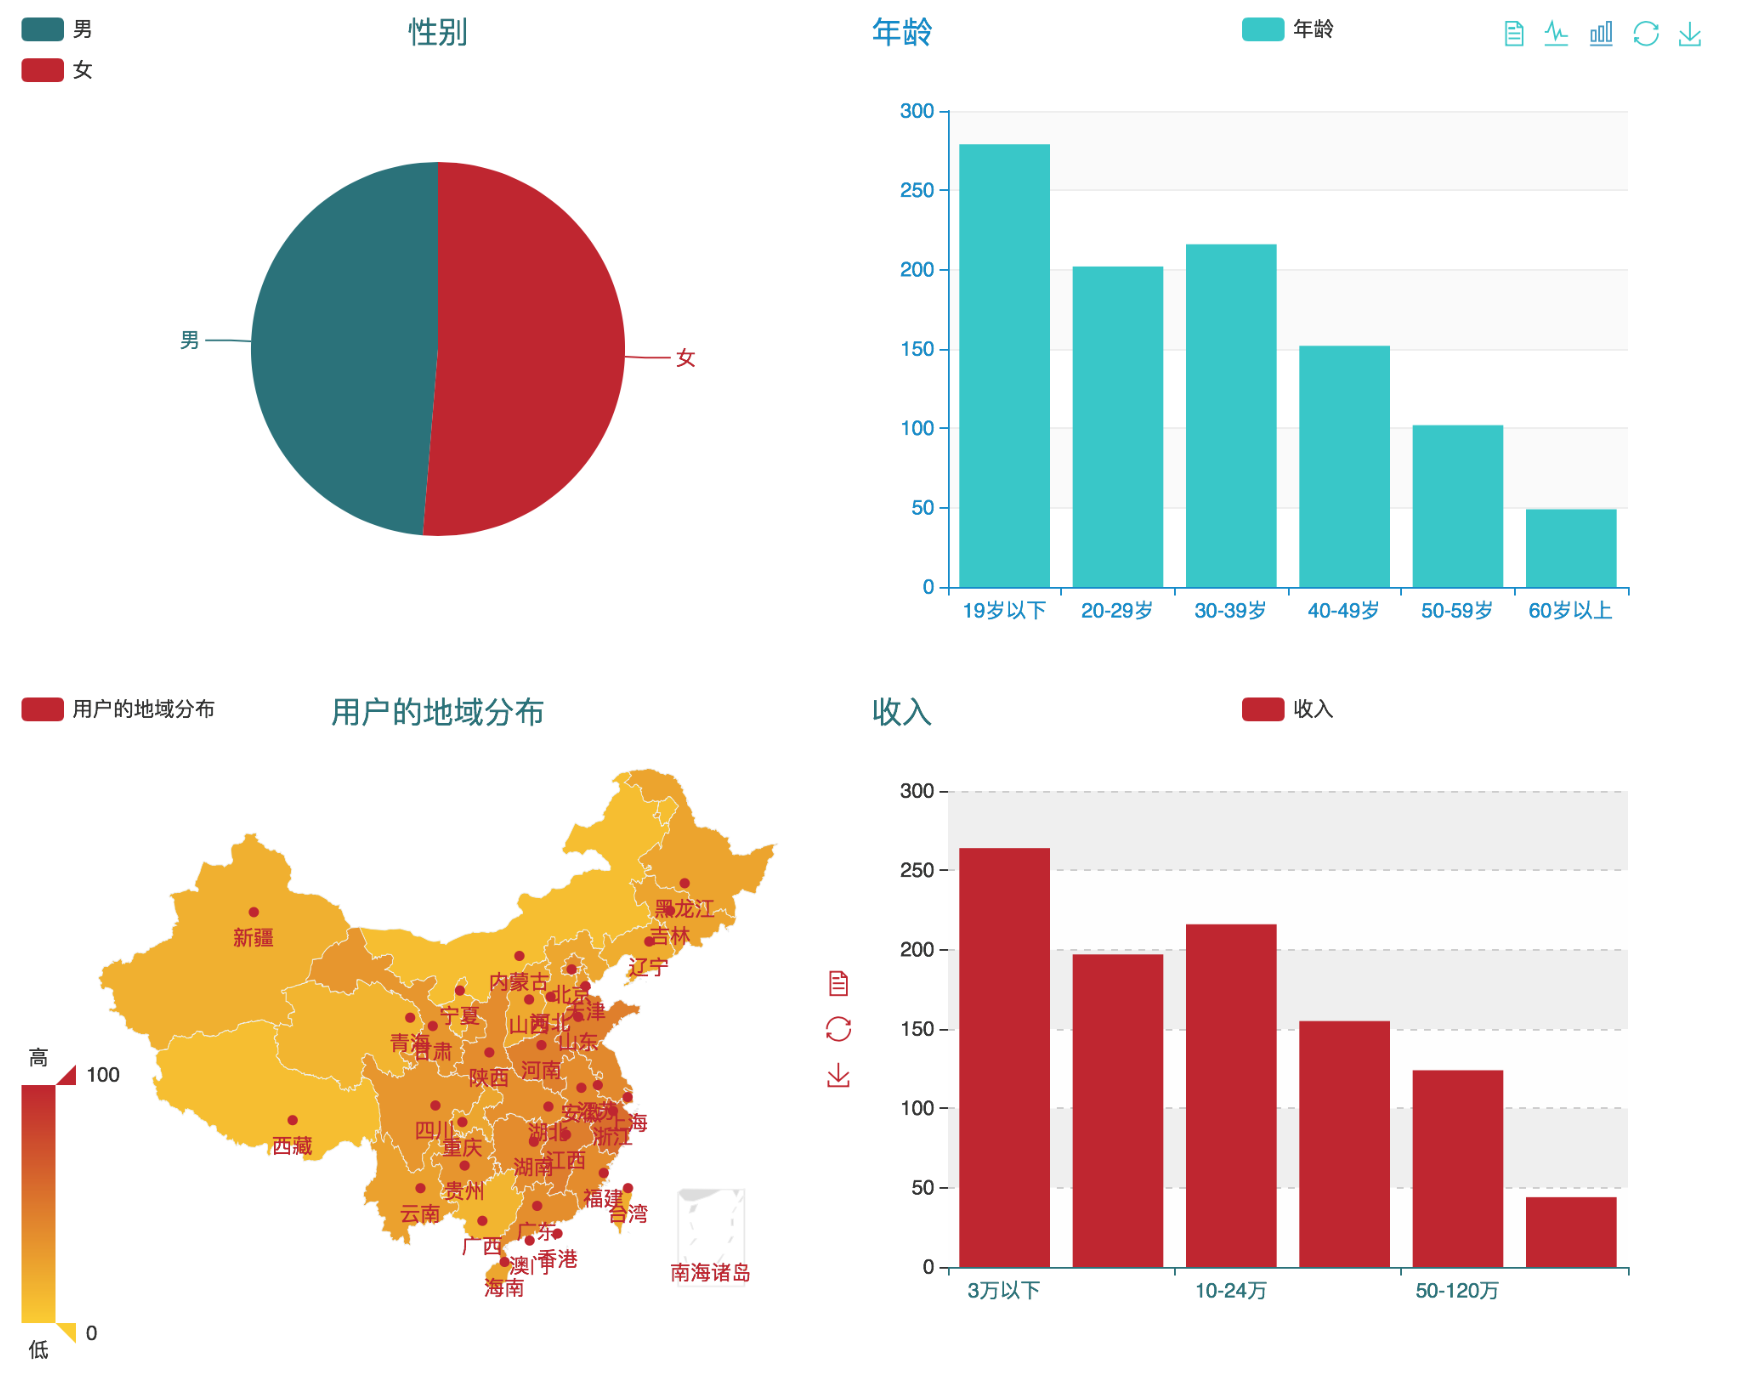 男
女
性别
男
女
年龄
年龄
300
250
200
150
100
50
0
19岁以下
20-29岁
30-39岁
40-49岁
50-59岁
60岁以上
用户的地域分布
用户的地域分布
黑龙江
吉林
辽宁
新疆
内蒙古
北京
天津
宁夏
山西
河北
青海
甘肃
山东
河南
陕西
四川
重庆
湖北
安徽
江苏
上海
浙江
西藏
湖南
江西
贵州
云南
福建
台湾
广西
广东
香港
澳门
海南
南海诸岛
高
100
0
低
收入
收入
300
250
200
150
100
50
0
3万以下
10-24万
50-120万